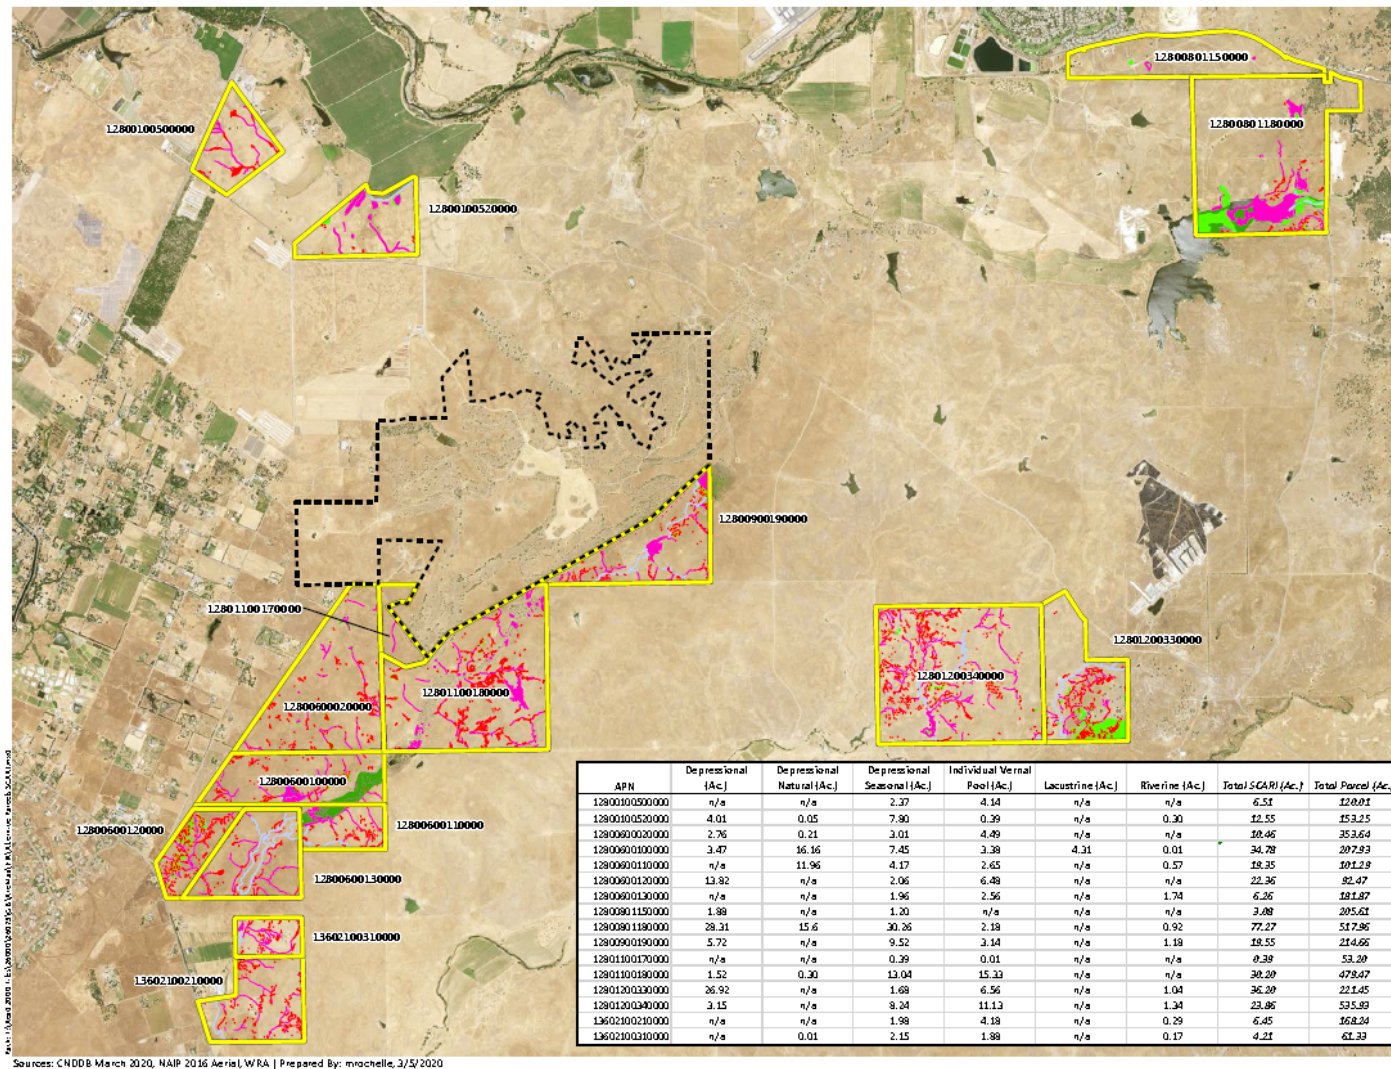 12800801150000
12800100500000
12800801180000
12800100520000
12800900190000
12801100170000
12801200330000
12801200340000
12801100180000
12800600020000
12800600100000
12800600120000
12800600110000
12800600130000
13602100310000
13602100210000
APN Depressional (Ac.) Depressional Natural (Ac.) Depressional Seasonal (Ac.) Individual Vernal Pool (Ac.) Lacustrine (Ac.) Riverine (Ac.) Total SCARI (Ac.) Total Parcel (Ac.)
12800100500000 n/a n/a 2.37 4.14 n/a n/a 6.51 120.01
12800100520000 4.01 0.05 7.80 0.39 n/a 0.30 12.55 153.25
12800600020000 2.76 0.21 3.01 4.49 n/a n/a 10.46 353.64
12800600100000 3.47 16.16 7.45 3.38 4.31 0.01 34.78 207.93
12800600110000 n/a 11.96 4.17 2.65 n/a 0.57 19.35 101.29
12800600120000 13.82 n/a 2.06 6.48 n/a n/a 22.36 92.47
12800600130000 n/a n/a 1.96 2.56 n/a 1.74 6.26 181.97
12800801150000 1.88 n/a 1.20 n/a n/a n/a 3.08 205.61
12800801180000 28.31 15.6 30.26 2.18 n/a 0.92 77.27 517.96
12800900190000 5.72 n/a 9.52 3.14 n/a 1.18 19.55 214.66
12801100170000 n/a n/a 0.39 0.01 n/a n/a 0.39 53.20
12801100180000 1.52 0.30 13.04 15.33 n/a n/a 30.20 479.47
12801200330000 26.92 n/a 1.68 6.56 n/a 1.04 36.20 221.45
12801200340000 3.15 n/a 8.24 11.13 n/a 1.34 23.86 535.93
13602100210000 n/a n/a 1.98 4.18 n/a 0.29 6.45 168.24
13602100310000 n/a 0.01 2.15 1.88 n/a 0.17 4.21 61.33
Sources: CNDDB March 2020, NAIP 2016 Aerial, WRA | Prepared By: mrochelle, 3/5/2020